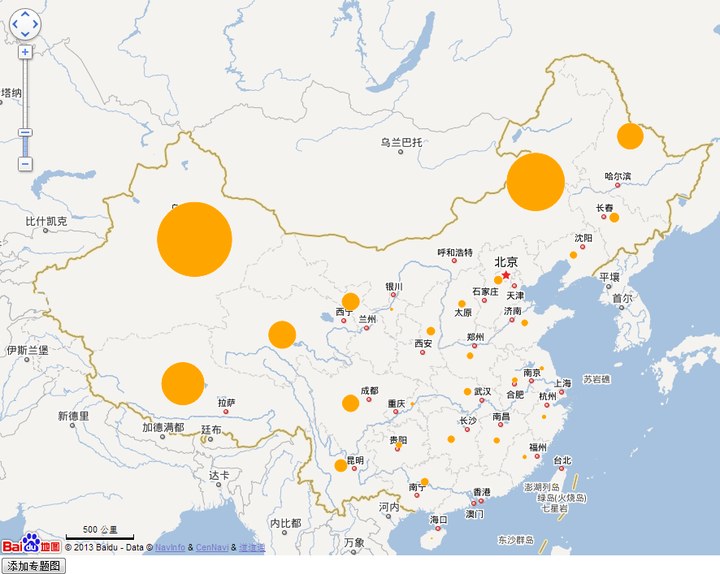 塔纳
乌兰巴托
哈尔滨
长春
比什凯克
呼和浩特
沈阳
北京
平壤
银川
石家庄
天津
首尔
西宁
兰州
太原
济南
西安
郑州
伊斯兰堡
成都
南京
苏岩礁
上海
拉萨
重庆
武汉
合肥
杭州
新德里
加德满都
廷布
长沙
南昌
贵阳
福州
昆明
台北
达卡
南宁
香港
澎湖列岛
绿岛(火烧岛)
七星岩
河内
澳门
内比都
海口
500 公里
万象
东沙群岛
Bai du 地图
© 2013 Baidu - Data © NavInfo & CenNavi & 道道通
添加专题图